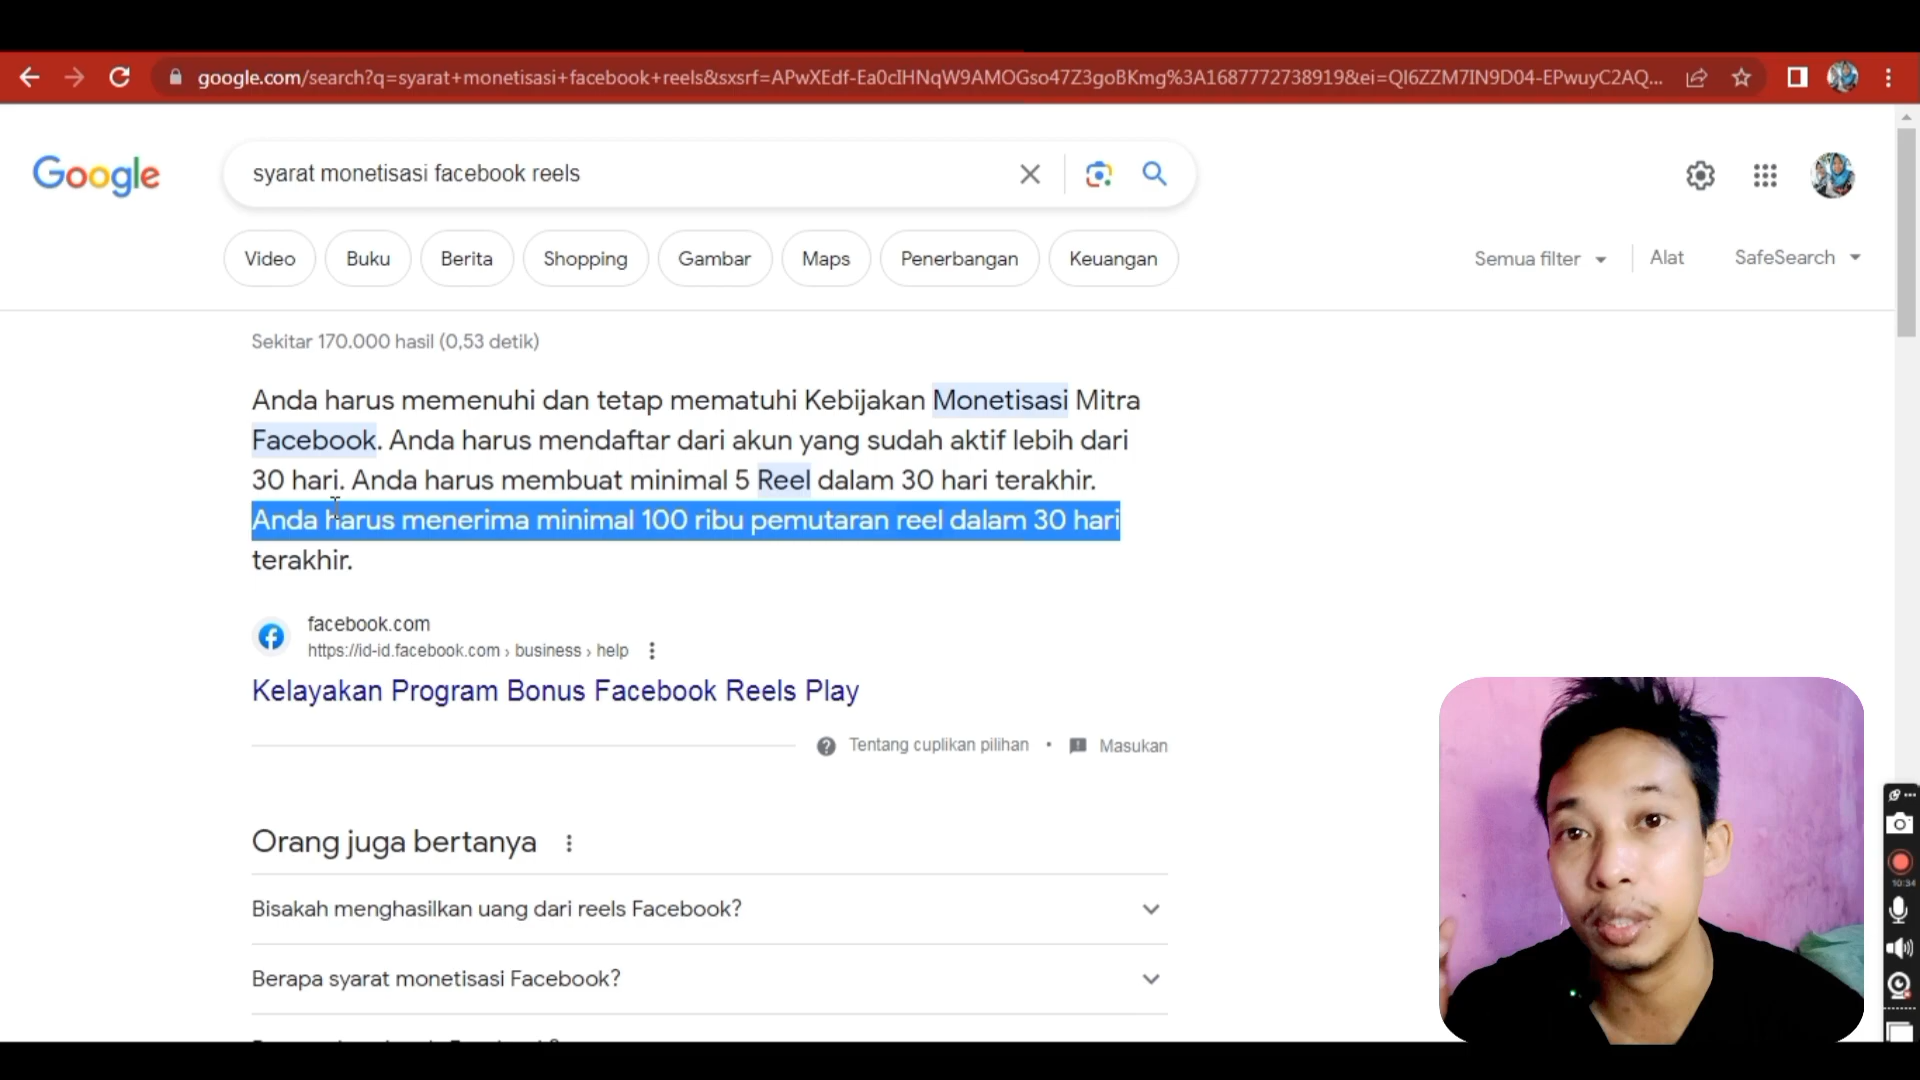 google.com/search?q=syarat+monetisasi+facebook+reels&sxsrf=APwXEdf-Ea0cIHNqW9AMOGso47Z3goBKmg%3A1687772738919&ei=QI6ZZM7IN9D04-EPwuyC2AQ...
Google
syarat monetisasi facebook reels
Video
Buku
Berita
Shopping
Gambar
Maps
Penerbangan
Keuangan
Semua filter
Alat
SafeSearch
Sekitar 170.000 hasil (0,53 detik)
Anda harus memenuhi dan tetap mematuhi Kebijakan Monetisasi Mitra
Facebook. Anda harus mendaftar dari akun yang sudah aktif lebih dari
30 hari. Anda harus membuat minimal 5 Reel dalam 30 hari terakhir.
Anda harus menerima minimal 100 ribu pemutaran reel dalam 30 hari
terakhir.
facebook.com
https://id-id.facebook.com › business › help
Kelayakan Program Bonus Facebook Reels Play
Tentang cuplikan pilihan
•
Masukan
Orang juga bertanya
Bisakah menghasilkan uang dari reels Facebook?
Berapa syarat monetisasi Facebook?
10:34